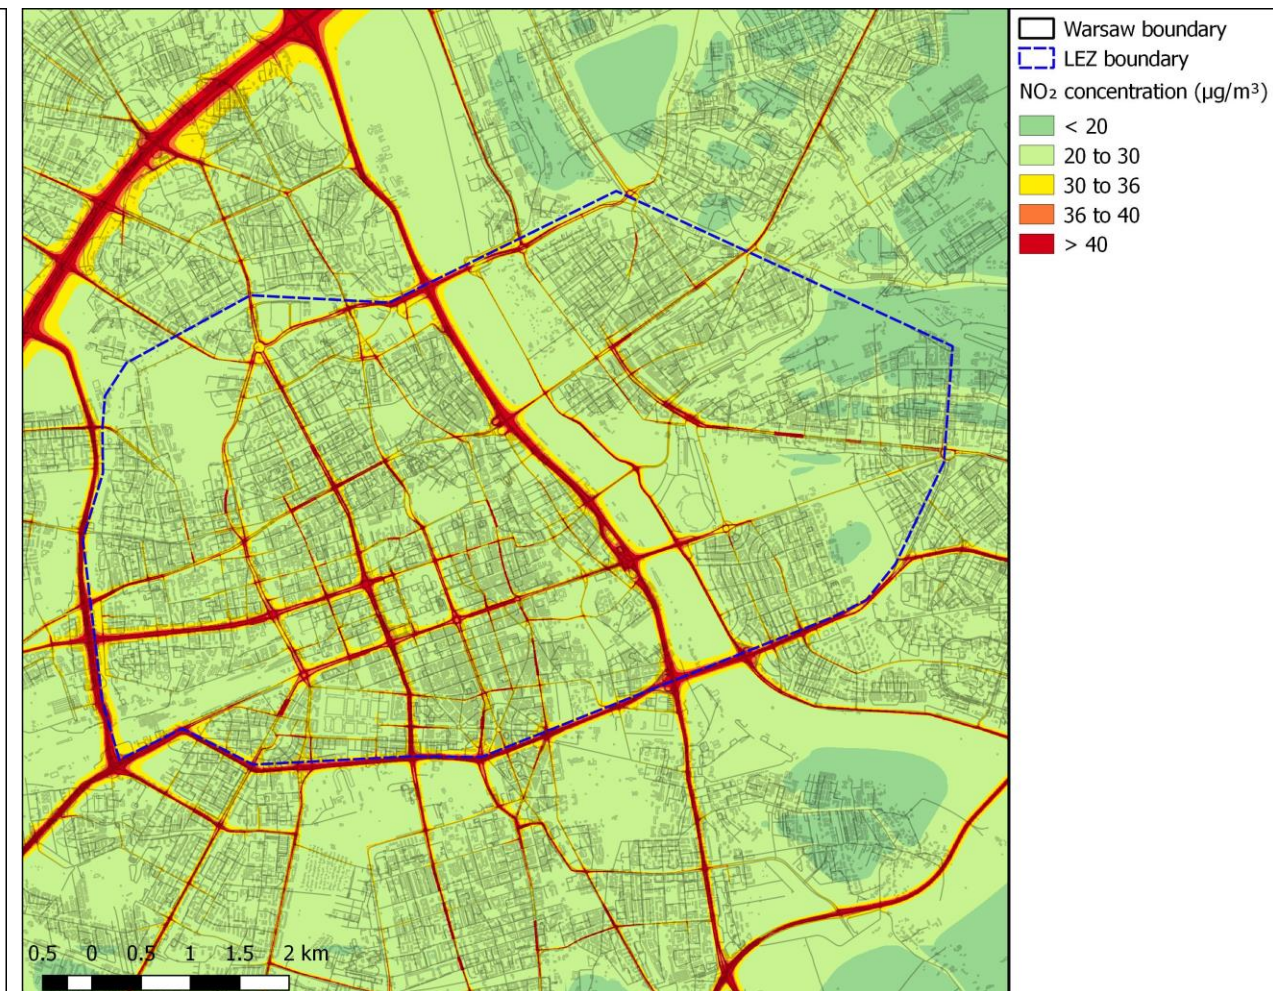 Warsaw boundary
LEZ boundary
NO₂ concentration (µg/m³)
< 20
20 to 30
30 to 36
36 to 40
> 40
0.5 0 0.5 1 1.5 2 km